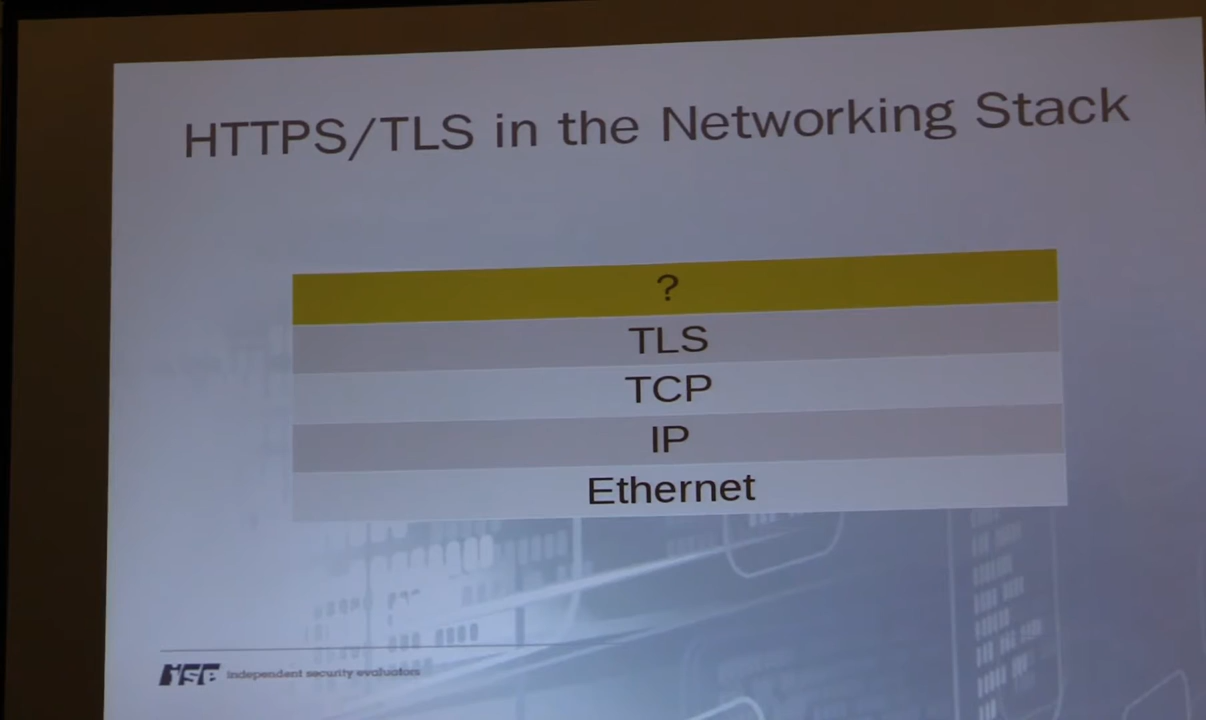 HTTPS/TLS in the Networking Stack
?
TLS
TCP
IP
Ethernet
ise independent security evaluators